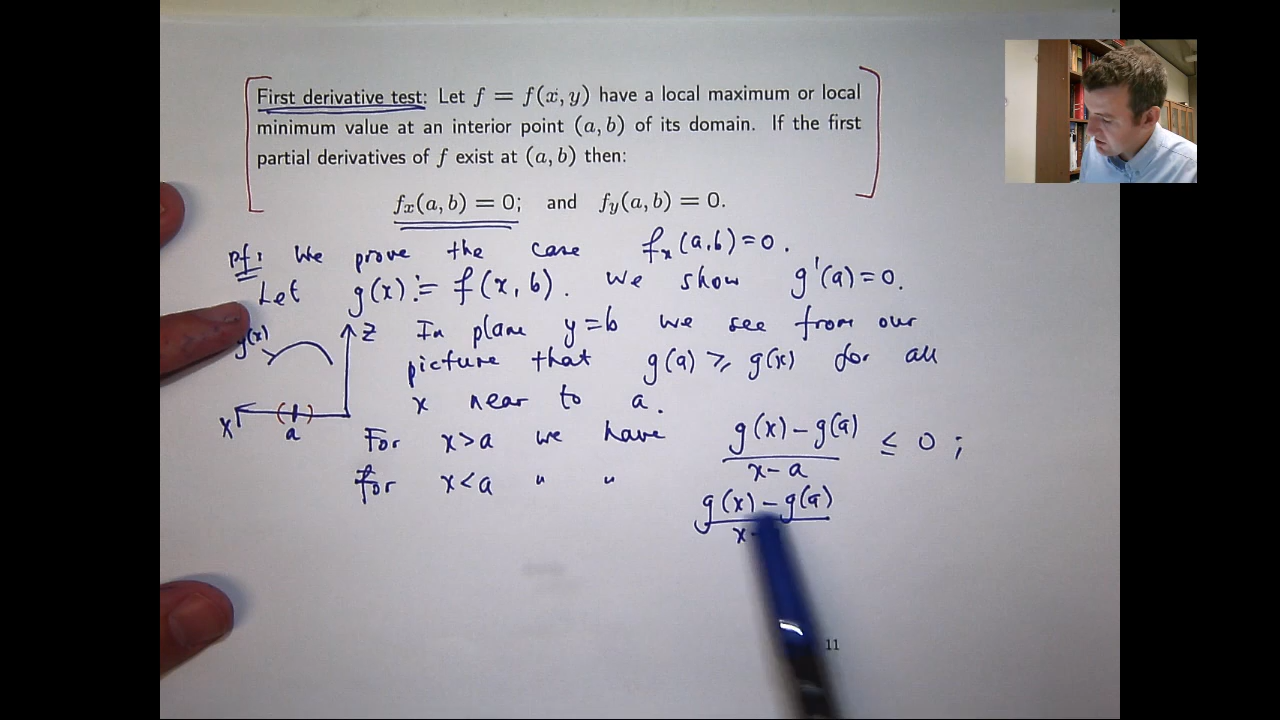 First derivative test: Let f = f(x, y) have a local maximum or local
minimum value at an interior point (a, b) of its domain. If the first
partial derivatives of f exist at (a, b) then:
fx(a, b) = 0; and fy(a, b) = 0.
pf: We prove the case fx(a,b)=0.
Let g(x) := f(x, b). We show g'(a)=0.
g(x)
z
x
a
In plane y=b we see from our
picture that g(a) ≥ g(x) for all
x near to a.
For x>a we have (g(x) – g(a))/(x – a) ≤ 0 ;
for x<a " " g(x) – g(a)
x –
11